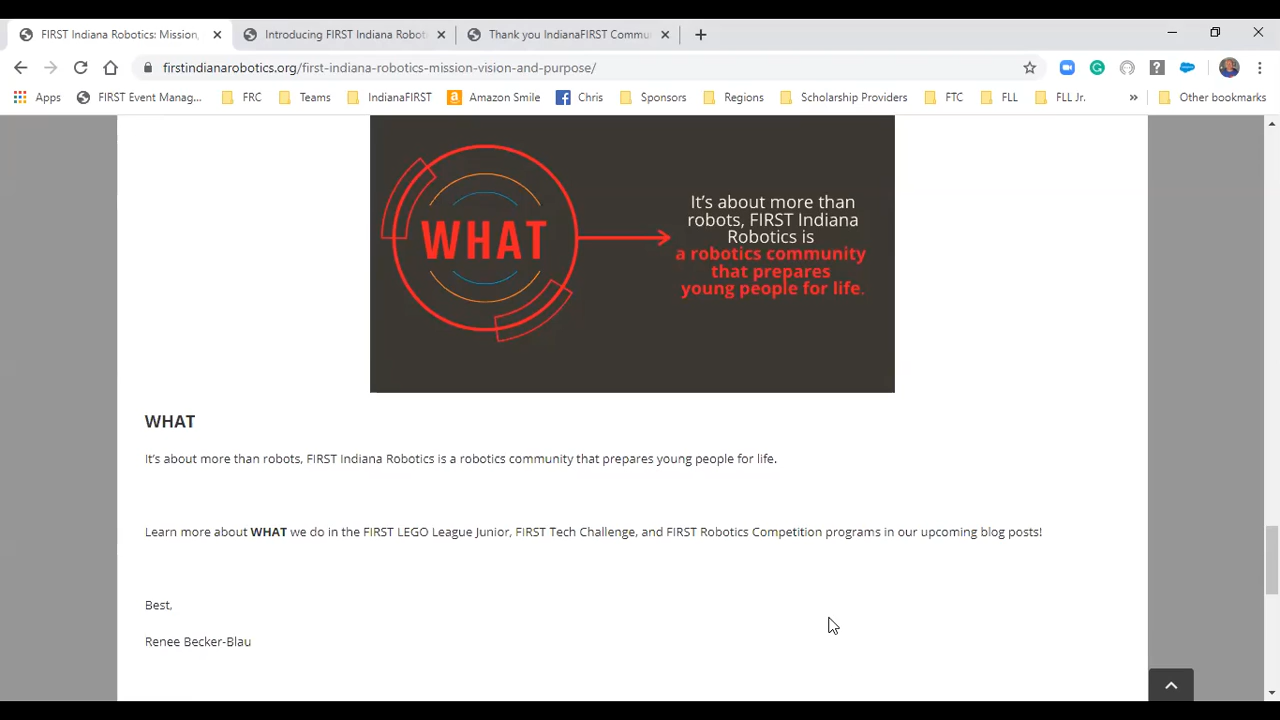 FIRST Indiana Robotics: Mission,
Introducing FIRST Indiana Roboti
Thank you IndianaFIRST Commu
firstindianarobotics.org/first-indiana-robotics-mission-vision-and-purpose/
Apps
FIRST Event Manag...
FRC
Teams
IndianaFIRST
Amazon Smile
Chris
Sponsors
Regions
Scholarship Providers
FTC
FLL
FLL Jr.
»
Other bookmarks
WHAT
It's about more than
robots, FIRST Indiana
Robotics is
a robotics community
that prepares
young people for life.
WHAT
It's about more than robots, FIRST Indiana Robotics is a robotics community that prepares young people for life.
Learn more about WHAT we do in the FIRST LEGO League Junior, FIRST Tech Challenge, and FIRST Robotics Competition programs in our upcoming blog posts!
Best,
Renee Becker-Blau